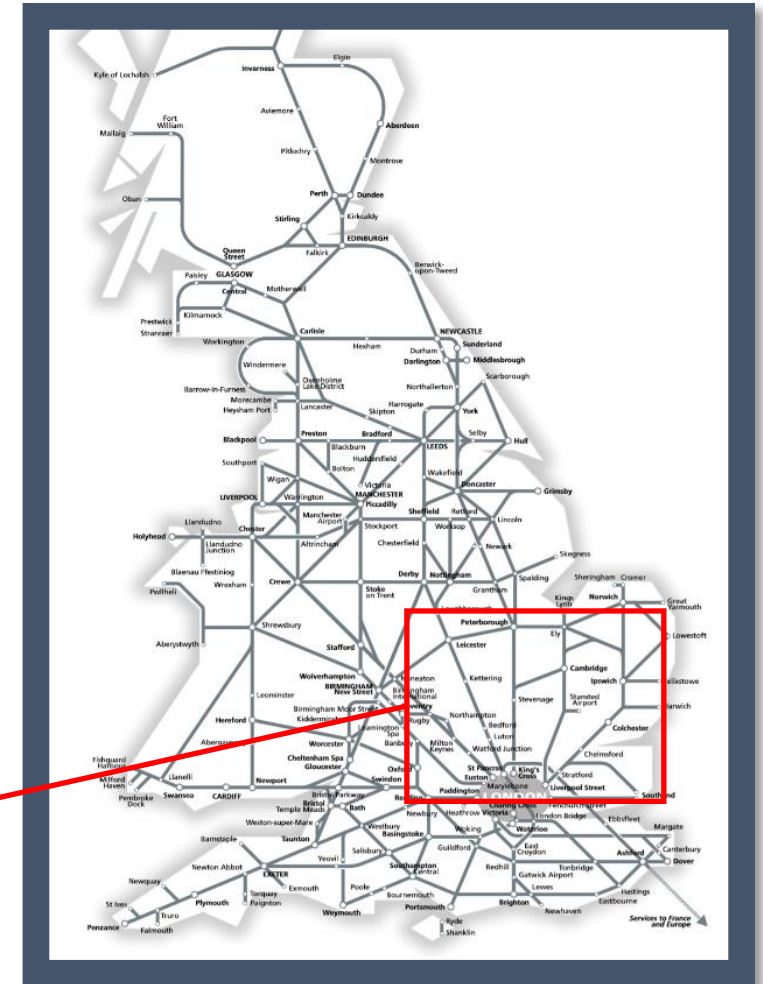 Elgin
Inverness
Kyle of Lochalsh
Aviemore
Fort
William
Mallaig
Aberdeen
Pitlochry
Montrose
Perth
Dundee
Oban
Kirkcaldy
Stirling
EDINBURGH
Queen
Street
Falkirk
Berwick-
upon-Tweed
Paisley
GLASGOW
Central
Motherwell
Prestwick
Kilmarnock
Stranraer
Carlisle
NEWCASTLE
Workington
Hexham
Durham
Sunderland
Darlington
Middlesbrough
Windermere
Scarborough
Oxenholme
Lake District
Northallerton
Barrow-in-Furness
Morecambe
Heysham Port
Lancaster
Harrogate
York
Skipton
Blackpool
Preston
Bradford
Selby
Hull
Blackburn
LEEDS
Southport
Huddersfield
Bolton
Wakefield
Wigan
Victoria
Doncaster
MANCHESTER
Piccadilly
LIVERPOOL
Warrington
Grimsby
Manchester
Airport
Sheffield
Retford
Llandudno
Stockport
Worksop
Lincoln
Holyhead
Chester
Llandudno
Junction
Altrincham
Chesterfield
Newark
Skegness
Blaenau Ffestiniog
Crewe
Derby
Nottingham
Spalding
Sheringham
Cromer
Pwllheli
Wrexham
Stoke
on Trent
Grantham
Kings
Lynn
Norwich
Great
Yarmouth
Peterborough
Shrewsbury
Ely
Lowestoft
Aberystwyth
Stafford
Leicester
Cambridge
Wolverhampton
Nuneaton
Kettering
Ipswich
BIRMINGHAM
New Street
Birmingham
International
Stevenage
Stansted
Airport
Leominster
Birmingham Moor Street
Northampton
Bedford
Colchester
Hereford
Rugby
Luton
Leamington
Spa
Milton
Keynes
Watford Junction
Chelmsford
Worcester
Banbury
Cheltenham Spa
Gloucester
Oxford
St Pancras
King's
Cross
Stratford
Fishguard
Harbour
Euston
Marylebone
Liverpool Street
Milford
Haven
Llanelli
Swindon
Paddington
LONDON
Southend
Pembroke
Dock
Swansea
CARDIFF
Newport
Bristol Parkway
Fenchurch Street
Bristol
Temple Meads
Bath
Newbury
Heathrow
Victoria
Charing Cross
London Bridge
Ebbsfleet
Weston-super-Mare
Waterloo
Margate
Westbury
Basingstoke
Woking
Barnstaple
Taunton
East
Croydon
Canterbury
Salisbury
Guildford
Ashford
Dover
Yeovil
Newton Abbot
Southampton
Central
Redhill
Tonbridge
Gatwick Airport
EXETER
Newquay
Exmouth
Poole
Bournemouth
Lewes
Hastings
Torquay
Paignton
Eastbourne
St Ives
Plymouth
Weymouth
Portsmouth
Brighton
Newhaven
Truro
Penzance
Falmouth
Ryde
Shanklin
Services to France
and Europe